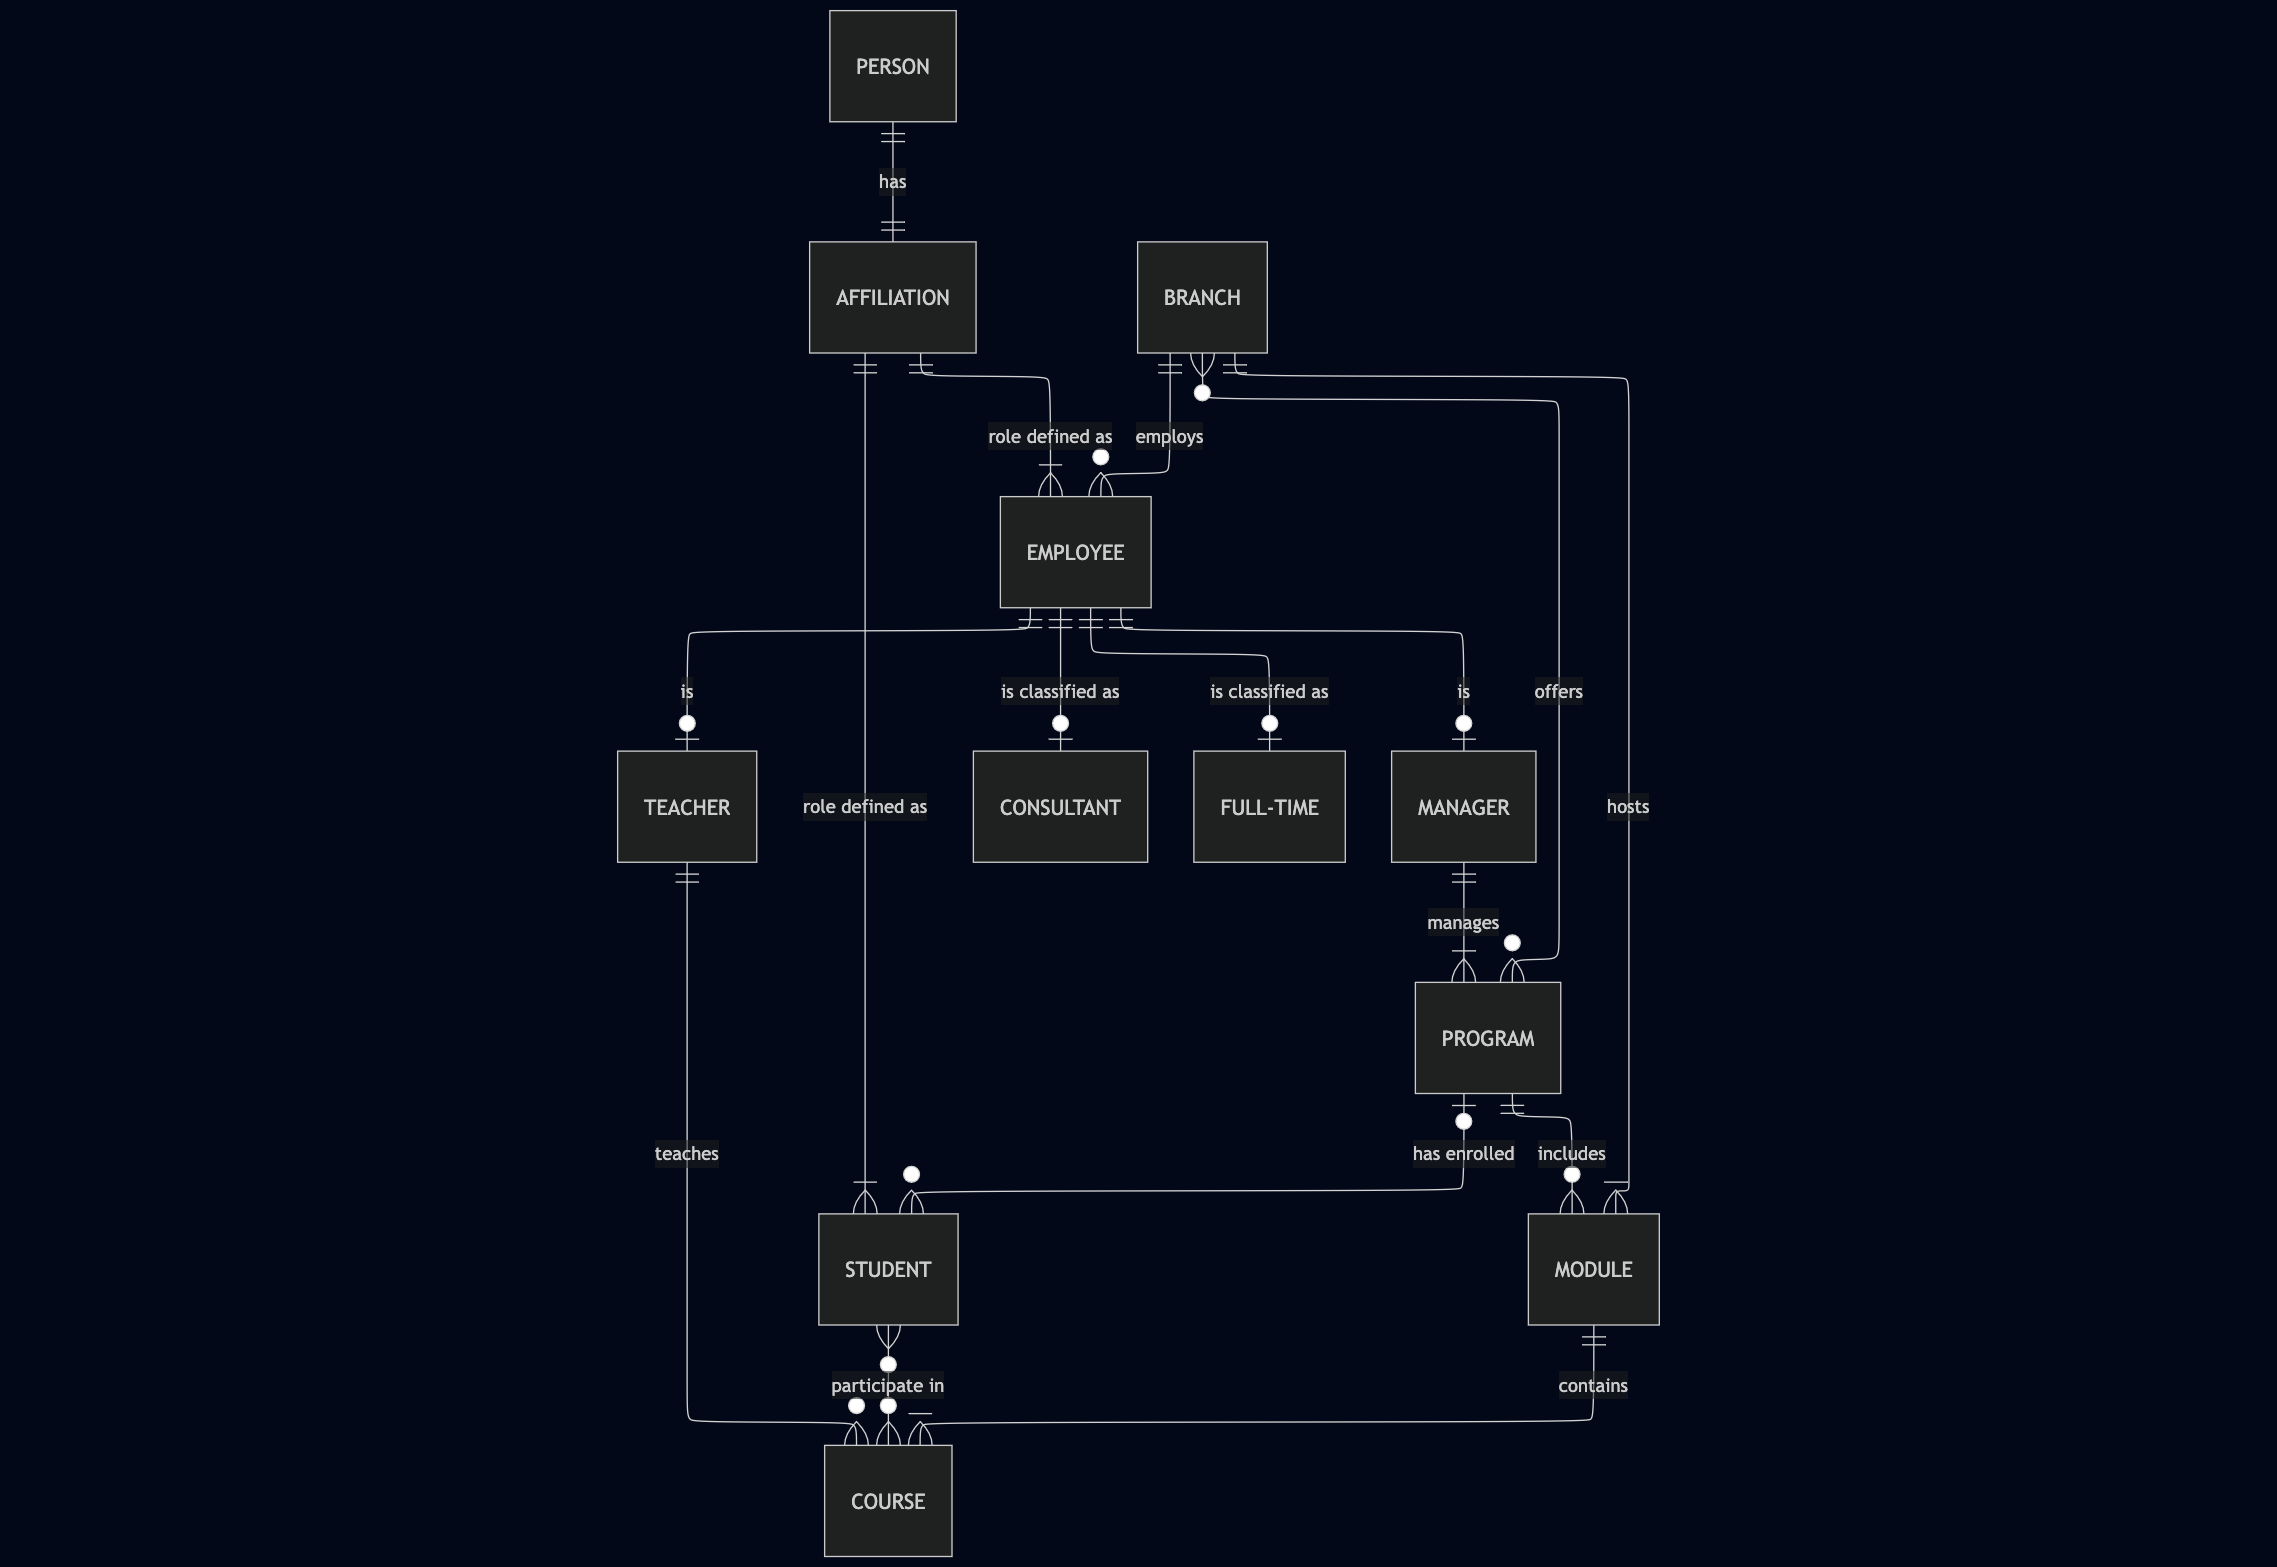 PERSON
has
AFFILIATION
BRANCH
role defined as
employs
EMPLOYEE
is
is classified as
is classified as
is
offers
TEACHER
role defined as
CONSULTANT
FULL-TIME
MANAGER
hosts
manages
PROGRAM
teaches
has enrolled
includes
STUDENT
MODULE
participate in
contains
COURSE